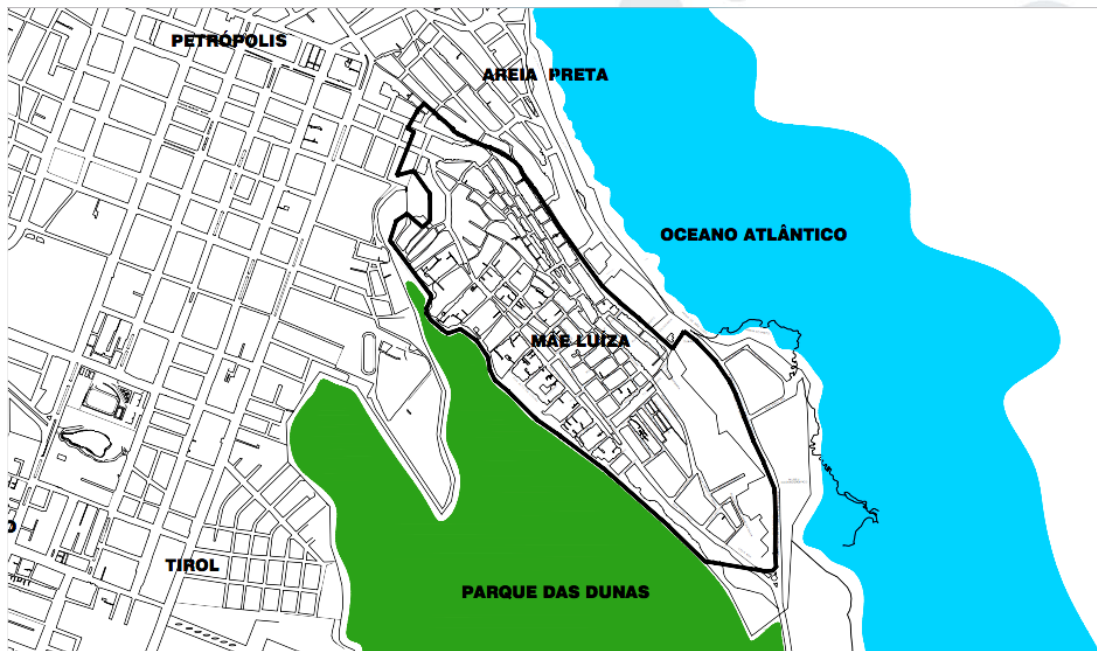 PETRÓPOLIS
AREIA PRETA
OCEANO ATLÂNTICO
MÃE LUÍZA
O
TIROL
PARQUE DAS DUNAS